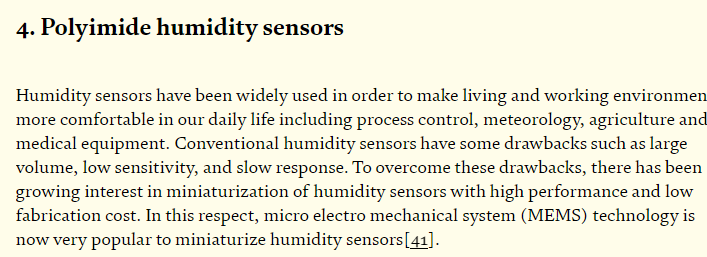 4. Polyimide humidity sensors
Humidity sensors have been widely used in order to make living and working environmen
more comfortable in our daily life including process control, meteorology, agriculture and
medical equipment. Conventional humidity sensors have some drawbacks such as large
volume, low sensitivity, and slow response. To overcome these drawbacks, there has been
growing interest in miniaturization of humidity sensors with high performance and low
fabrication cost. In this respect, micro electro mechanical system (MEMS) technology is
now very popular to miniaturize humidity sensors[41].